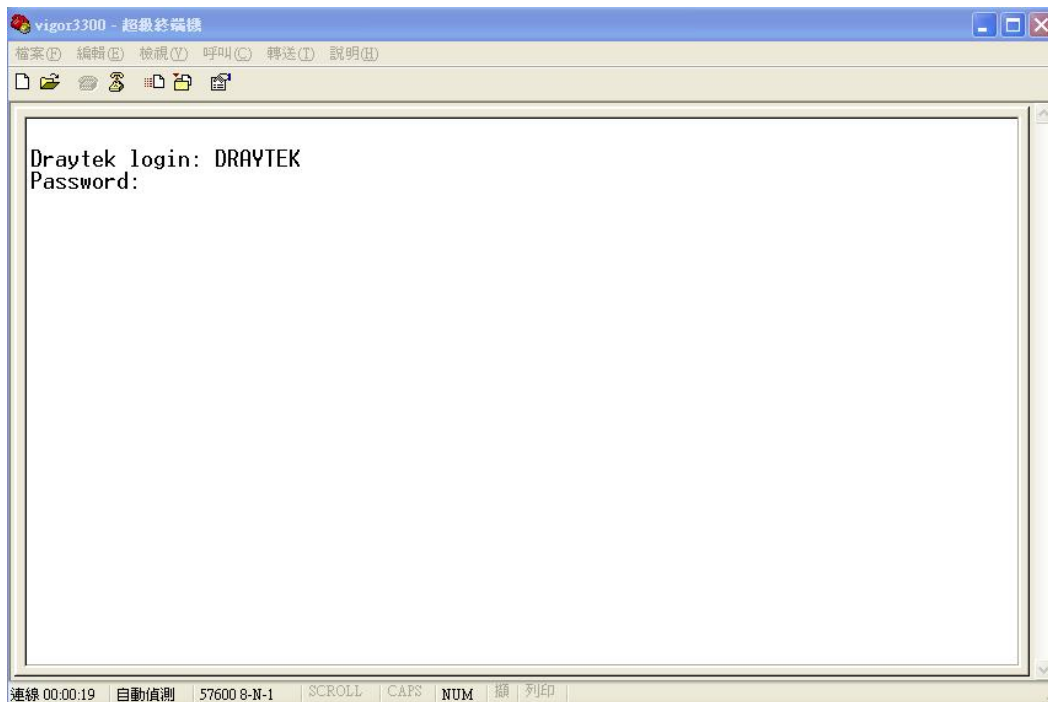 vigor3300 - 超級終端機
檔案(F) 編輯(E) 檢視(V) 呼叫(C) 轉送(T) 說明(H)
Draytek login: DRAYTEK
Password:
連線 00:00:19 自動偵測 57600 8-N-1 SCROLL CAPS NUM 擷 列印